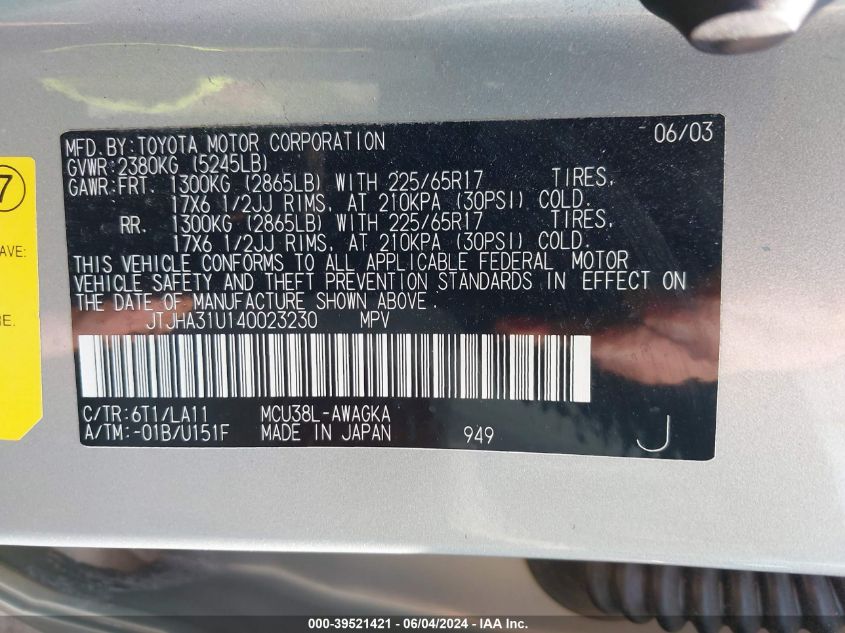 MFD.BY:TOYOTA MOTOR CORPORATION 06/03
GVWR:2380KG (5245LB)
GAWR:FRT. 1300KG (2865LB) WITH 225/65R17 TIRES,
17X6 1/2JJ RIMS, AT 210KPA (30PSI) COLD.
RR. 1300KG (2865LB) WITH 225/65R17 TIRES,
17X6 1/2JJ RIMS, AT 210KPA (30PSI) COLD.
THIS VEHICLE CONFORMS TO ALL APPLICABLE FEDERAL MOTOR
VEHICLE SAFETY AND THEFT PREVENTION STANDARDS IN EFFECT ON
THE DATE OF MANUFACTURE SHOWN ABOVE.
JTJHA31U140023230 MPV
C/TR:6T1/LA11 MCU38L-AWAGKA
A/TM:-01B/U151F MADE IN JAPAN 949 J
7
AVE:
RE.
000-39521421 - 06/04/2024 - IAA Inc.